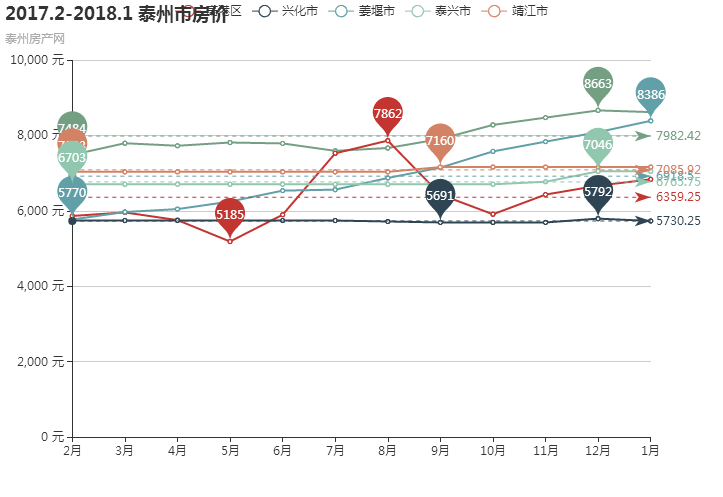 2017.2-2018.1 泰州市房价
泰州房产网
港区 兴化市 姜堰市 泰兴市 靖江市
10,000 元
8,000 元
6,000 元
4,000 元
2,000 元
0 元
2月 3月 4月 5月 6月 7月 8月 9月 10月 11月 12月 1月
7484
6703
5770
5185
7862
7160
5691
8663
7046
5792
8386
7982.42
7085.92
6763.75
6359.25
5730.25